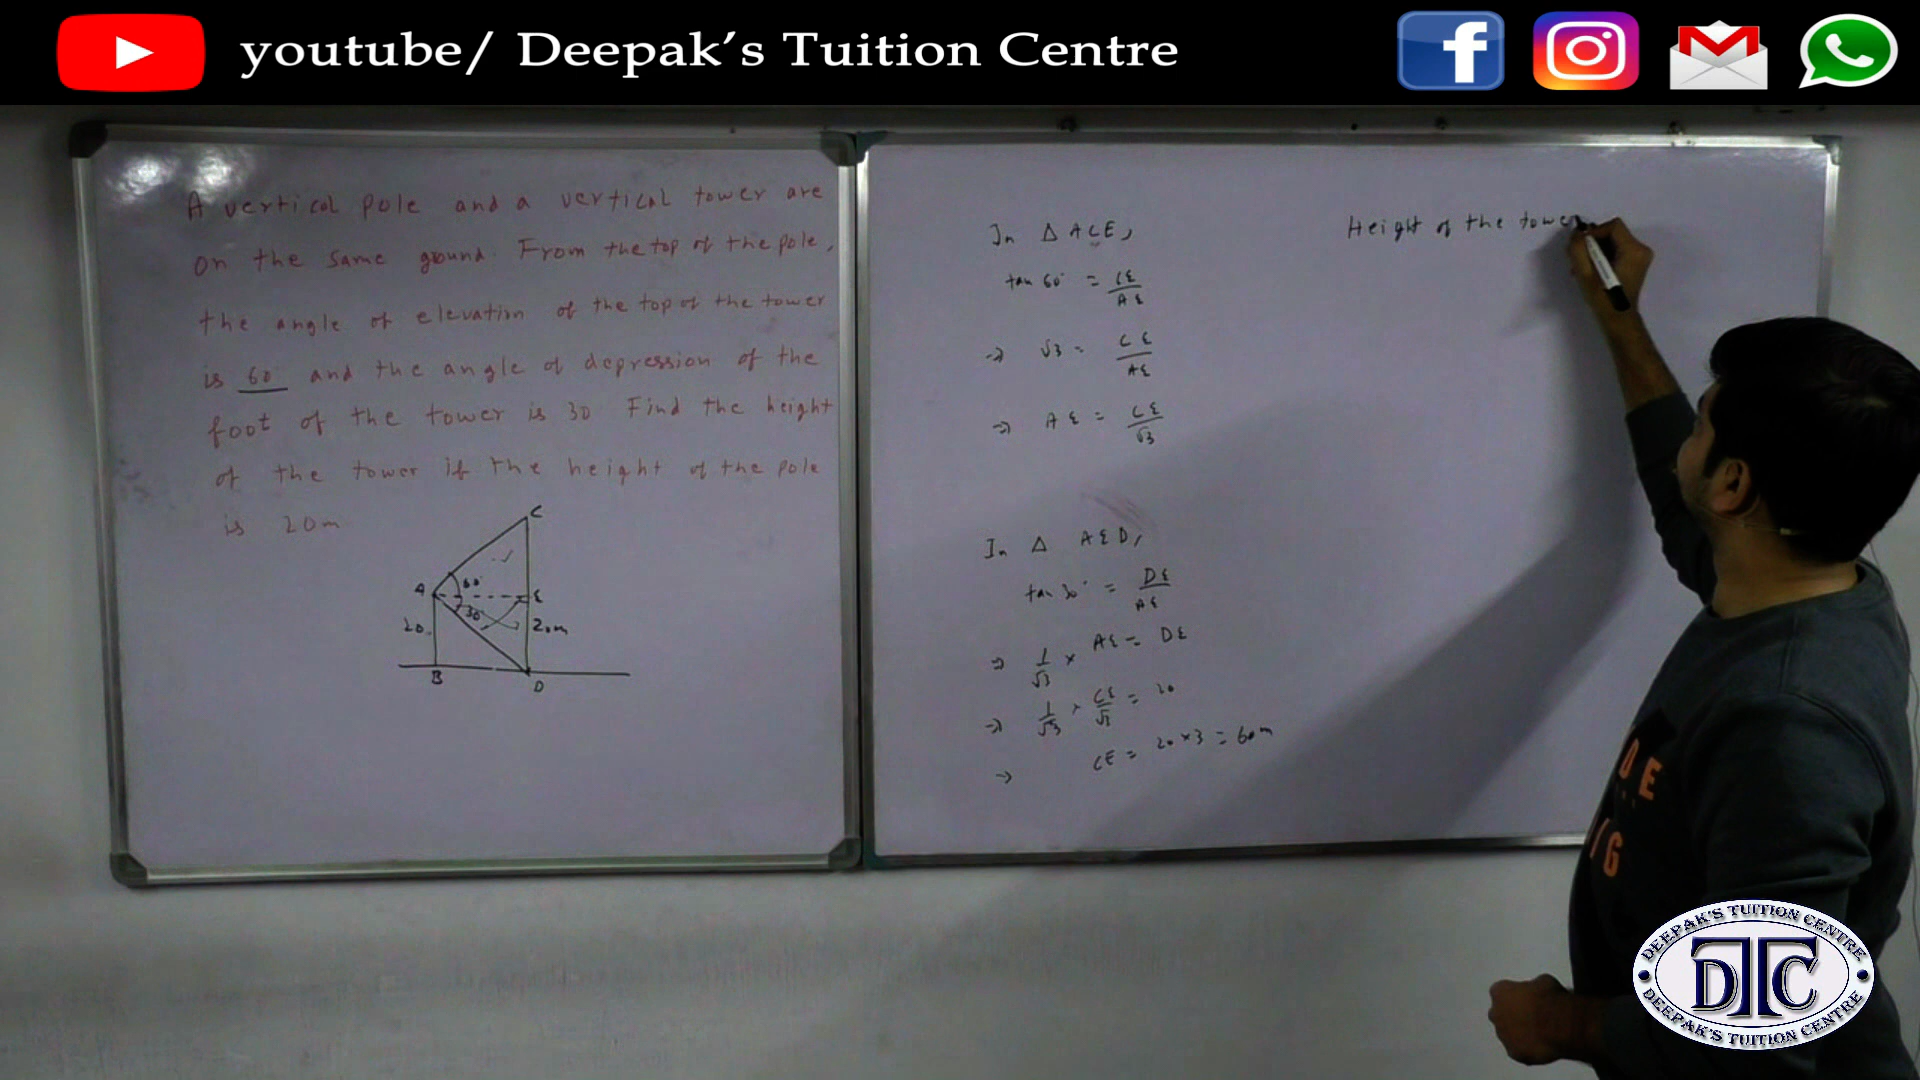 youtube/ Deepak's Tuition Centre
A vertical pole and a vertical tower are
on the same ground. From the top of the pole,
the angle of elevation of the top of the tower
is 60° and the angle of depression of the
foot of the tower is 30 Find the height
of the tower if the height of the pole
is 20m
C
A 60° E
30
20 20m
B D
In Δ ACE,
tan 60° = CE/AE
=> √3 = CE/AE
=> AE = CE/√3
In Δ AED,
tan 30° = DE/AE
=> 1/√3 × AE = DE
=> 1/√3 × CE/√3 = 20
=> CE = 20 × 3 = 60m
Height of the tower
DE
IG
DEEPAK'S TUITION CENTRE
DTC
DEEPAK'S TUITION CENTRE